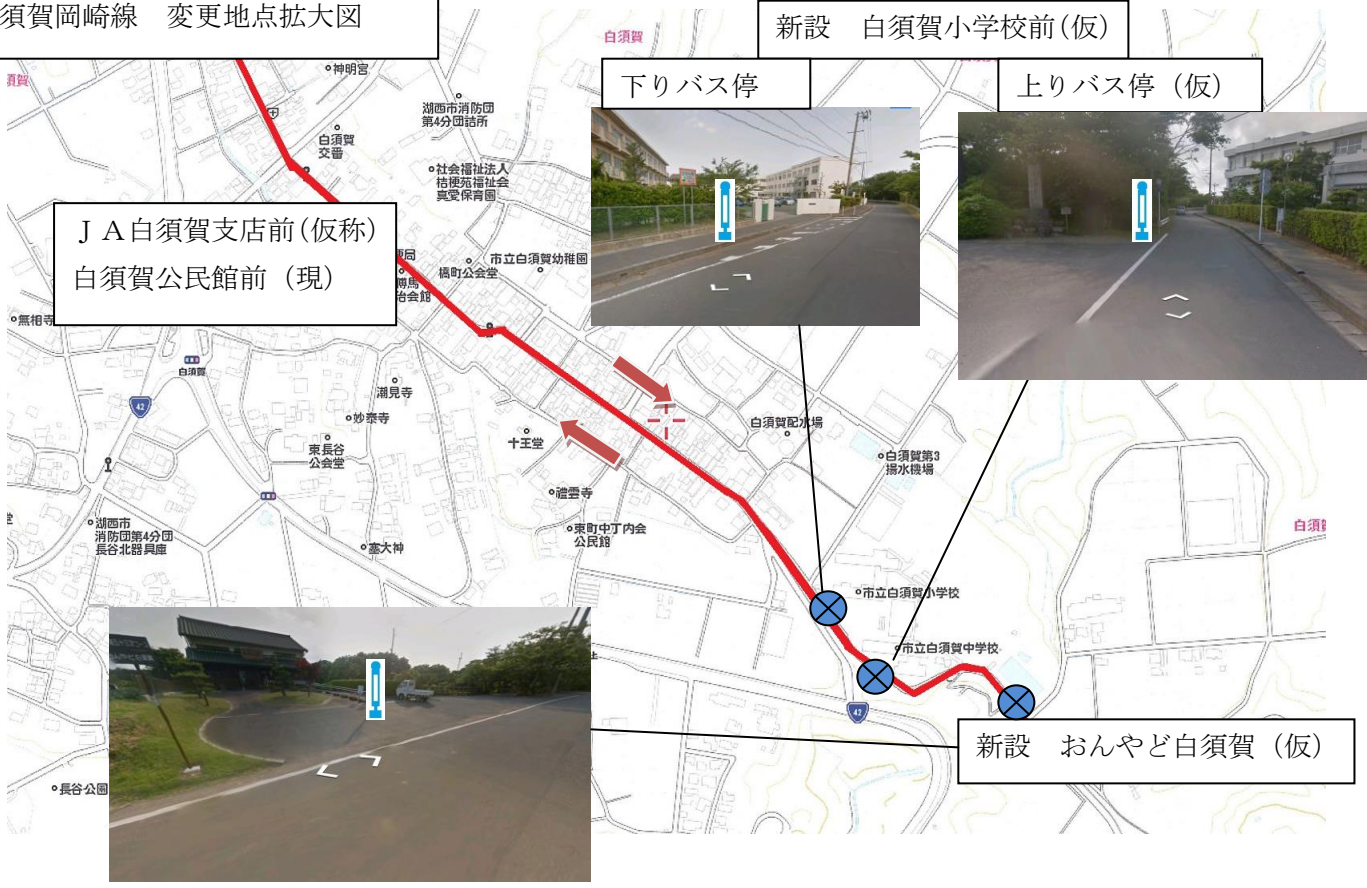 須賀岡崎線　変更地点拡大図
新設　白須賀小学校前(仮)
下りバス停
上りバス停（仮）
ＪＡ白須賀支店前(仮称)
白須賀公民館前（現）
新設　おんやど白須賀（仮）
白須賀
須賀
神明宮
湖西市消防団
第4分団詰所
白須賀
交番
社会福祉法人
桔梗苑福祉会
真愛保育園
市立白須賀幼稚園
橋町公会堂
無相寺
白須賀
42
潮見寺
妙泰寺
東長谷
公会堂
十王堂
白須賀配水場
白須賀第3
揚水機場
禮雲寺
東町中丁内会
公民館
湖西市
消防団第4分団
長谷北器具庫
塞大神
市立白須賀小学校
市立白須賀中学校
42
長谷公園